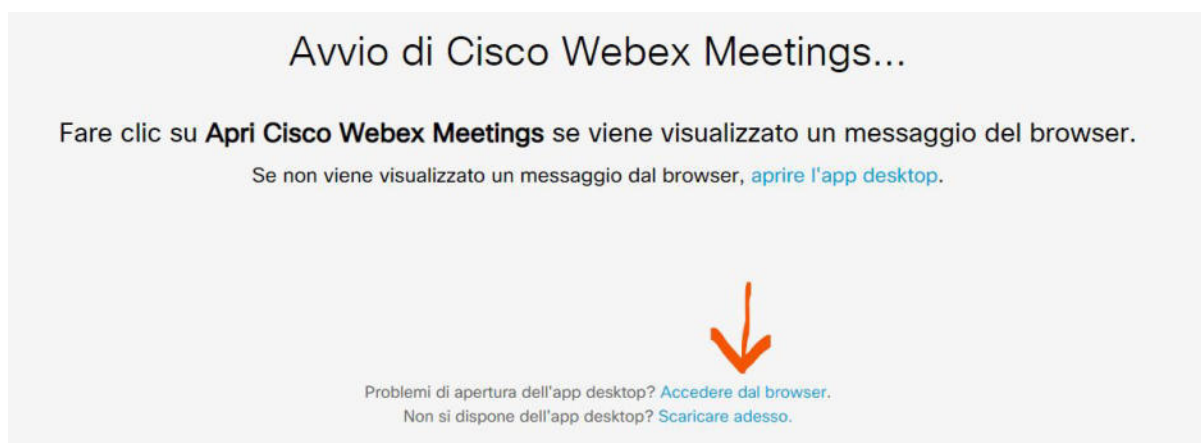 Avvio di Cisco Webex Meetings...
Fare clic su Apri Cisco Webex Meetings se viene visualizzato un messaggio del browser.
Se non viene visualizzato un messaggio dal browser, aprire l'app desktop.
Problemi di apertura dell'app desktop? Accedere dal browser.
Non si dispone dell'app desktop? Scaricare adesso.